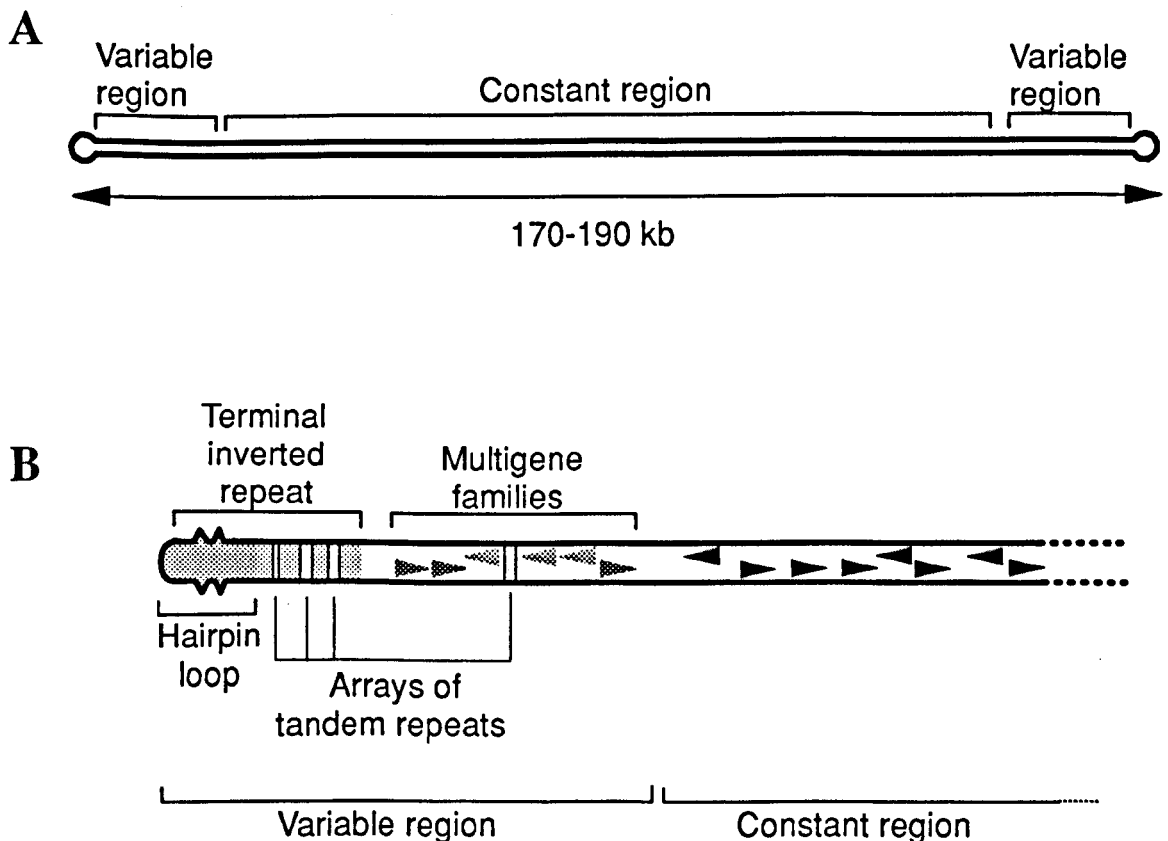 A
Variable
region
Constant region
Variable
region
170-190 kb
B
Terminal
inverted
repeat
Multigene
families
Hairpin
loop
Arrays of
tandem repeats
Variable region
Constant region